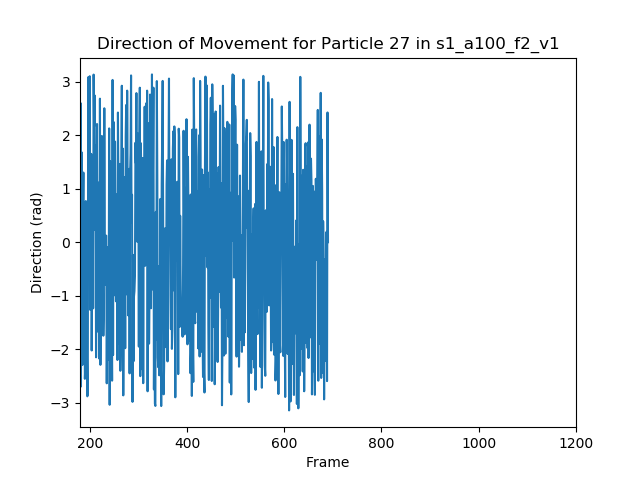 Direction of Movement for Particle 27 in s1_a100_f2_v1
Direction (rad)
3
2
1
0
−1
−2
−3
200 400 600 800 1000 1200
Frame